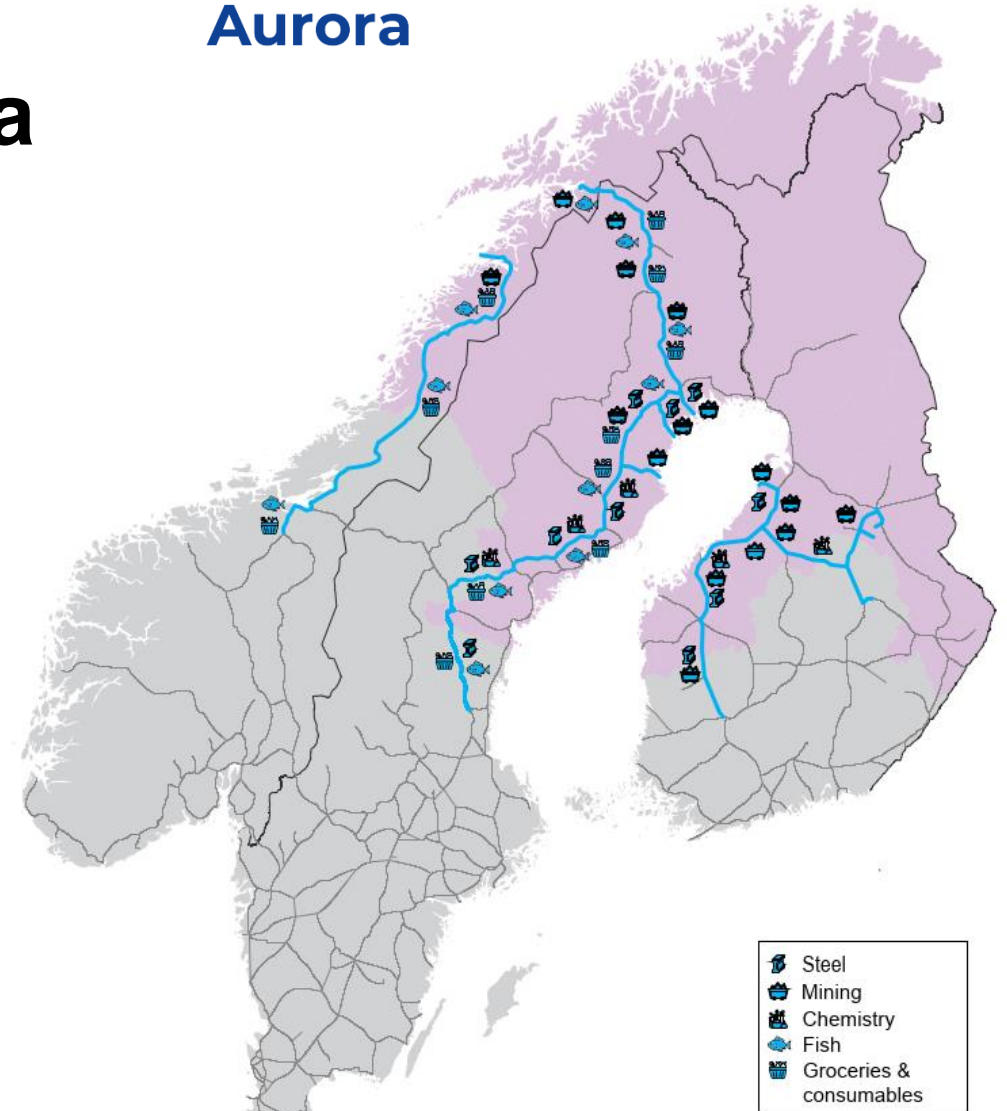 Aurora
a
Steel
Mining
Chemistry
Fish
Groceries &
consumables